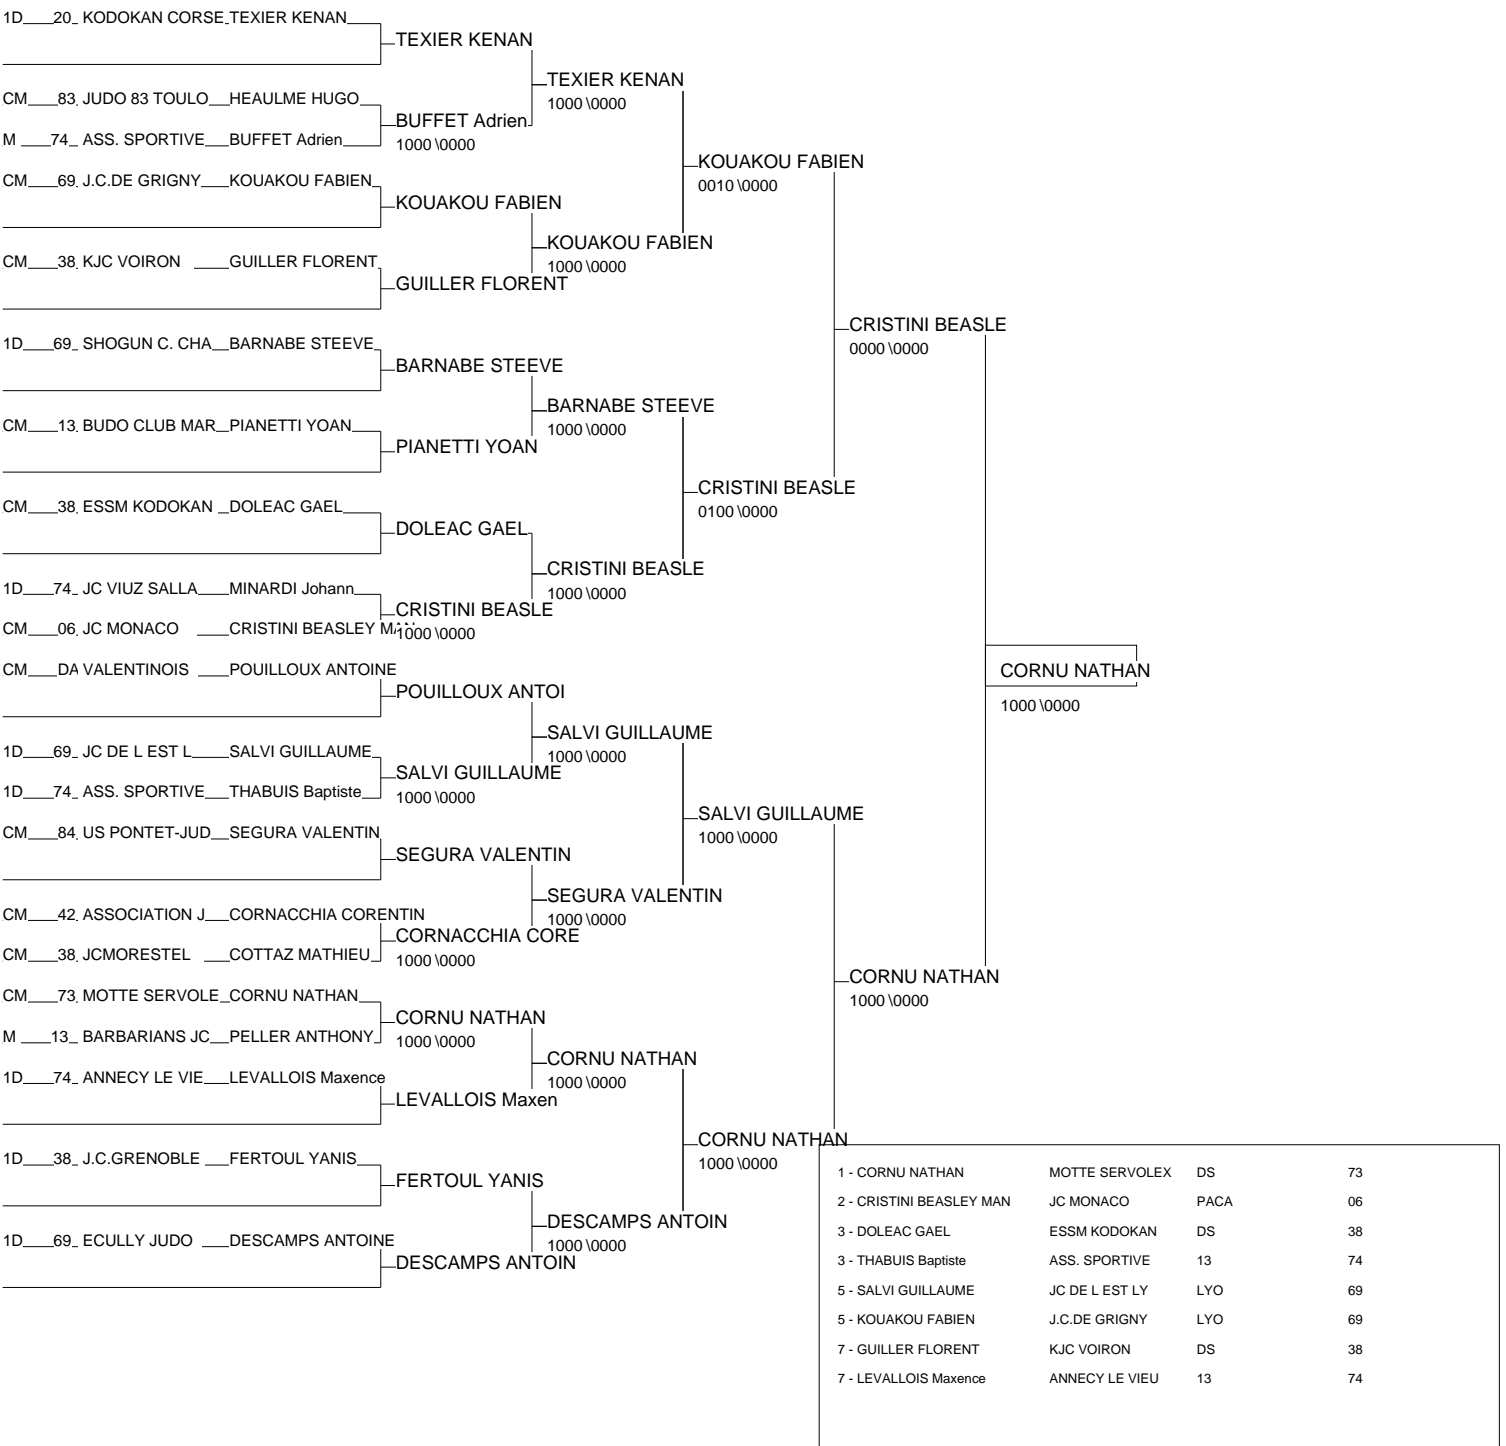 1D 20 KODOKAN CORSE TEXIER KENAN
TEXIER KENAN
TEXIER KENAN
1000 \0000
CM 83 JUDO 83 TOULO HEAULME HUGO
BUFFET Adrien
1000 \0000
M 74 ASS. SPORTIVE BUFFET Adrien
KOUAKOU FABIEN
0010 \0000
CM 69 J.C.DE GRIGNY KOUAKOU FABIEN
KOUAKOU FABIEN
KOUAKOU FABIEN
1000 \0000
CM 38 KJC VOIRON GUILLER FLORENT
GUILLER FLORENT
CRISTINI BEASLE
0000 \0000
1D 69 SHOGUN C. CHA BARNABE STEEVE
BARNABE STEEVE
BARNABE STEEVE
1000 \0000
CM 13 BUDO CLUB MAR PIANETTI YOAN
PIANETTI YOAN
CRISTINI BEASLE
0100 \0000
CM 38 ESSM KODOKAN DOLEAC GAEL
DOLEAC GAEL
CRISTINI BEASLE
1000 \0000
1D 74 JC VIUZ SALLA MINARDI Johann
CRISTINI BEASLE
1000 \0000
CM 06 JC MONACO CRISTINI BEASLEY MAN
CM DA VALENTINOIS POUILLOUX ANTOINE
CORNU NATHAN
1000 \0000
POUILLOUX ANTOI
SALVI GUILLAUME
1000 \0000
1D 69 JC DE L EST L SALVI GUILLAUME
SALVI GUILLAUME
1000 \0000
1D 74 ASS. SPORTIVE THABUIS Baptiste
SALVI GUILLAUME
1000 \0000
CM 84 US PONTET-JUD SEGURA VALENTIN
SEGURA VALENTIN
SEGURA VALENTIN
1000 \0000
CM 42 ASSOCIATION J CORNACCHIA CORENTIN
CORNACCHIA CORE
1000 \0000
CM 38 JCMORESTEL COTTAZ MATHIEU
CORNU NATHAN
1000 \0000
CM 73 MOTTE SERVOLE CORNU NATHAN
CORNU NATHAN
1000 \0000
M 13 BARBARIANS JC PELLER ANTHONY
CORNU NATHAN
1000 \0000
1D 74 ANNECY LE VIE LEVALLOIS Maxence
LEVALLOIS Maxen
CORNU NATHAN
1000 \0000
1D 38 J.C.GRENOBLE FERTOUL YANIS
FERTOUL YANIS
DESCAMPS ANTOIN
1000 \0000
1D 69 ECULLY JUDO DESCAMPS ANTOINE
DESCAMPS ANTOIN
1 - CORNU NATHAN MOTTE SERVOLEX DS 73
2 - CRISTINI BEASLEY MAN JC MONACO PACA 06
3 - DOLEAC GAEL ESSM KODOKAN DS 38
3 - THABUIS Baptiste ASS. SPORTIVE 13 74
5 - SALVI GUILLAUME JC DE L EST LY LYO 69
5 - KOUAKOU FABIEN J.C.DE GRIGNY LYO 69
7 - GUILLER FLORENT KJC VOIRON DS 38
7 - LEVALLOIS Maxence ANNECY LE VIEU 13 74